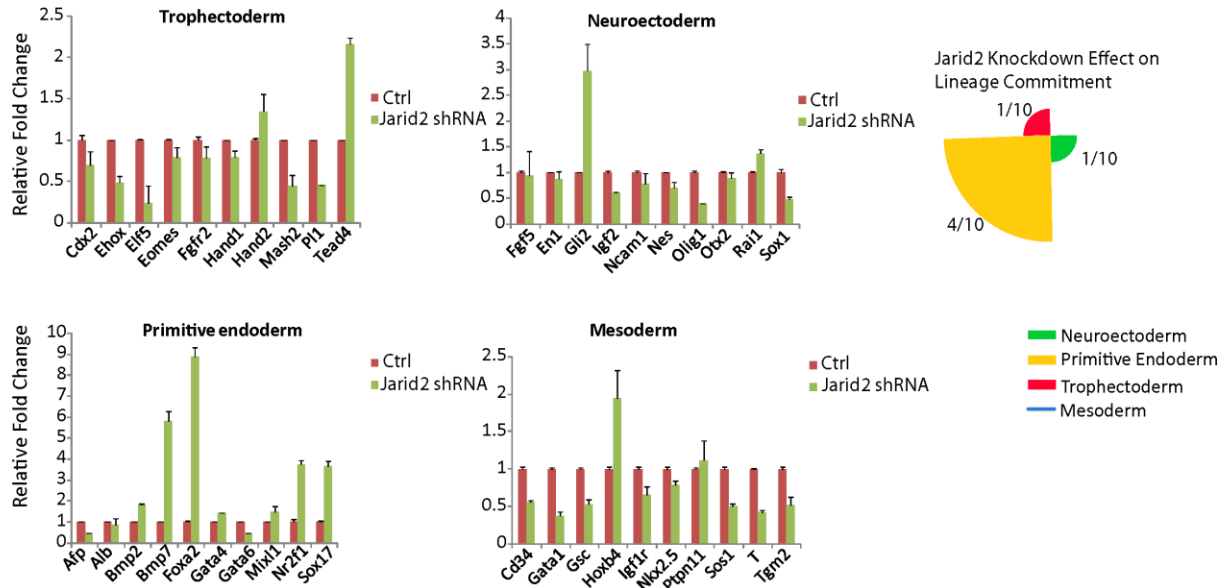 Trophectoderm
Relative Fold Change
2.5
2
1.5
1
0.5
0
Ctrl
Jarid2 shRNA
Cdx2 Ehox Elf5 Eomes Fgfr2 Hand1 Hand2 Mash2 Pl1 Tead4
Neuroectoderm
4
3.5
3
2.5
2
1.5
1
0.5
0
Ctrl
Jarid2 shRNA
Fgf5 En1 Gli2 Igf2 Ncam1 Nes Olig1 Otx2 Rai1 Sox1
Jarid2 Knockdown Effect on
Lineage Commitment
1/10
1/10
4/10
Primitive endoderm
Relative Fold Change
10
9
8
7
6
5
4
3
2
1
0
Ctrl
Jarid2 shRNA
Afp Alb Bmp2 Bmp7 Foxa2 Gata4 Gata6 Mixl1 Nr2f1 Sox17
Mesoderm
2.5
2
1.5
1
0.5
0
Ctrl
Jarid2 shRNA
Cd34 Gata1 Gsc Hoxb4 Igf1r Nkx2.5 Ptpn11 Sos1 T Tgm2
Neuroectoderm
Primitive Endoderm
Trophectoderm
Mesoderm